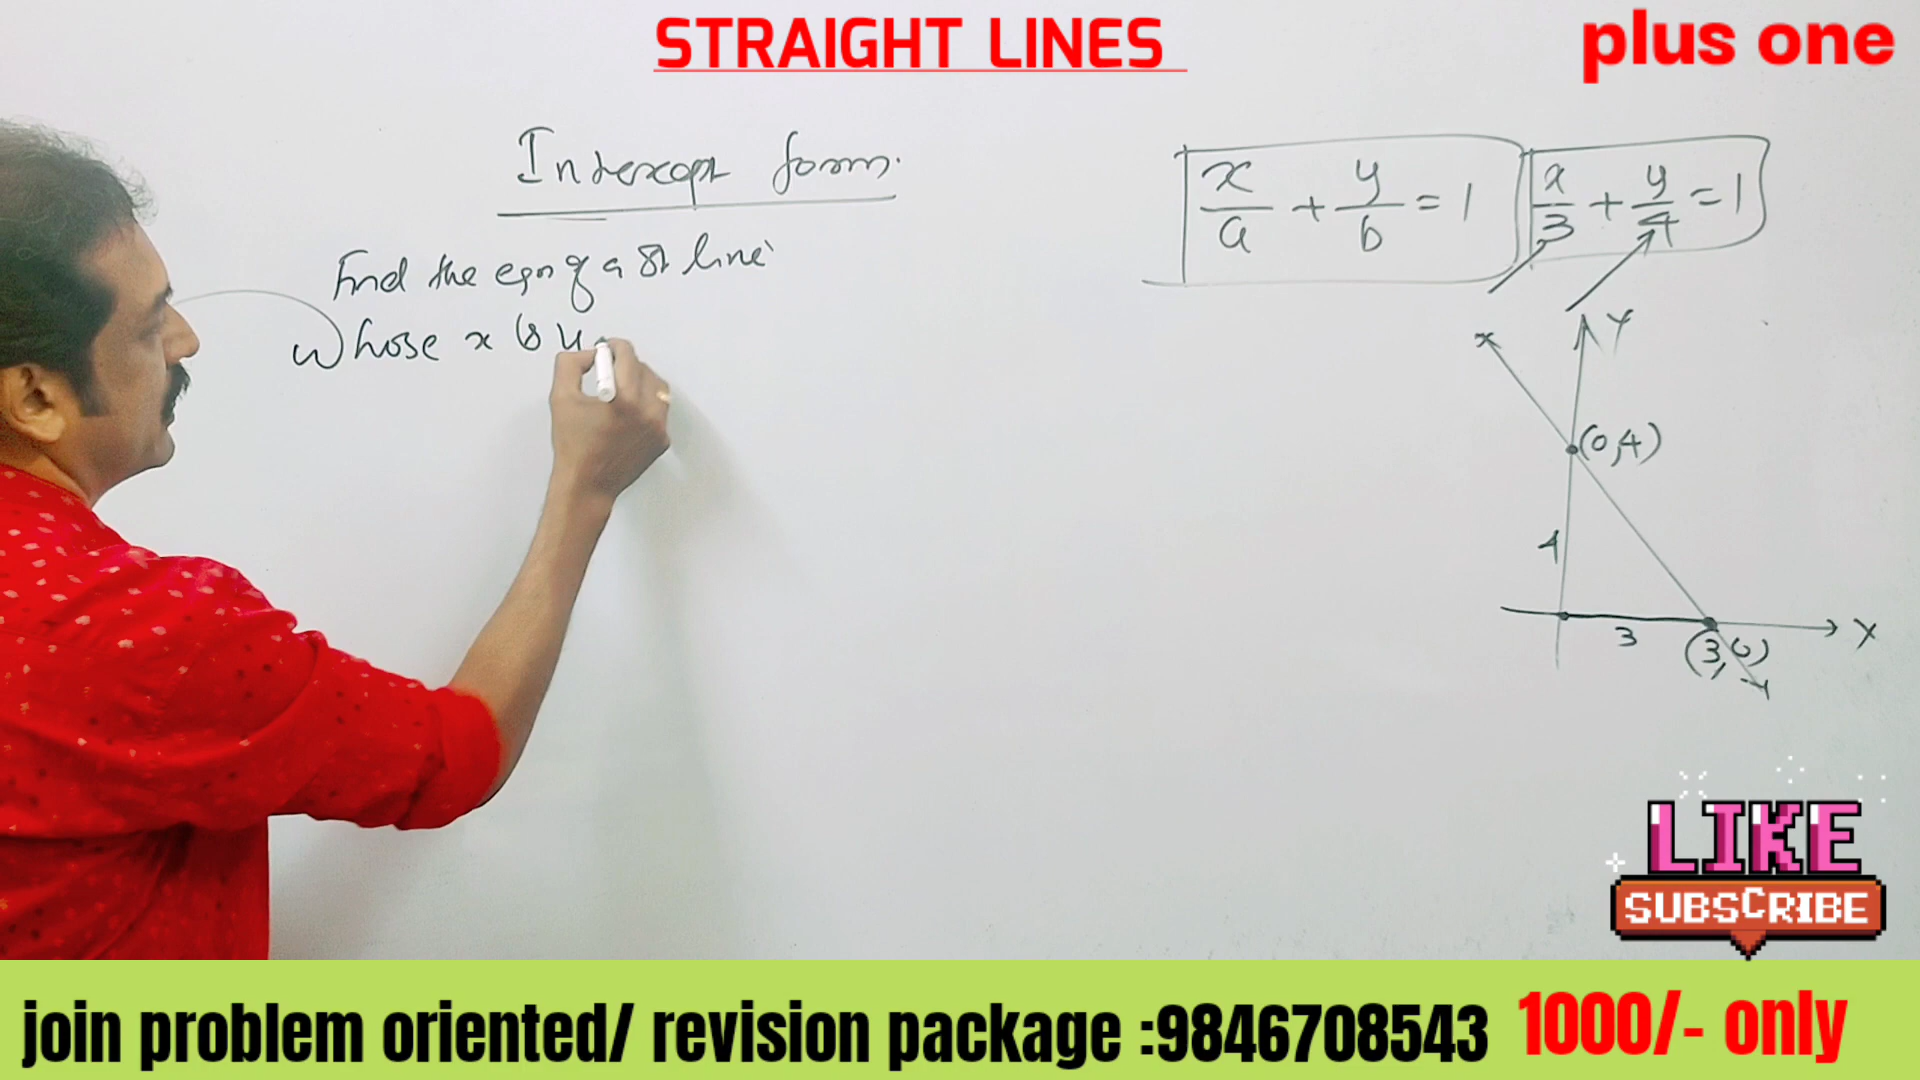 STRAIGHT LINES
plus one
Intercept form.
x/a + y/b = 1
x/3 + y/4 = 1
Find the eqn of a St line
whose x & y
Y
(0,4)
4
3
(3,0)
X
LIKE
SUBSCRIBE
join problem oriented/ revision package :9846708543 1000/- only